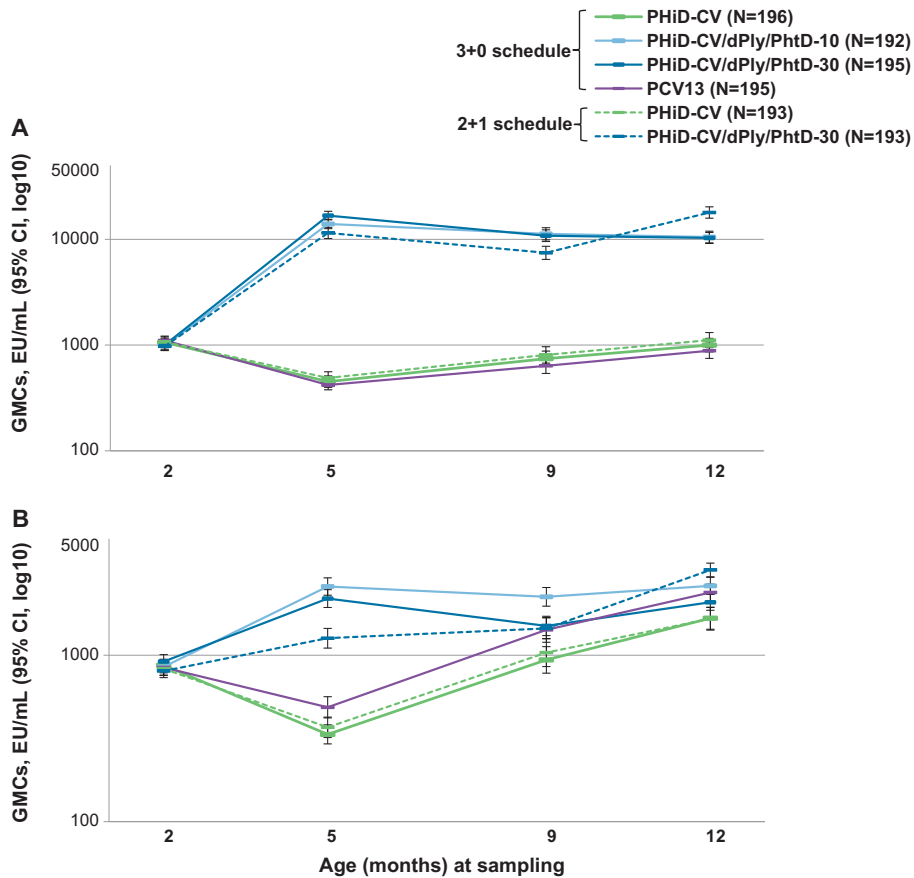 PHiD-CV (N=196)
PHiD-CV/dPly/PhtD-10 (N=192)
3+0 schedule
PHiD-CV/dPly/PhtD-30 (N=195)
PCV13 (N=195)
PHiD-CV (N=193)
2+1 schedule
PHiD-CV/dPly/PhtD-30 (N=193)
A
GMCs, EU/mL (95% CI, log10)
50000
10000
1000
100
2 5 9 12
B
GMCs, EU/mL (95% CI, log10)
5000
1000
100
2 5 9 12
Age (months) at sampling